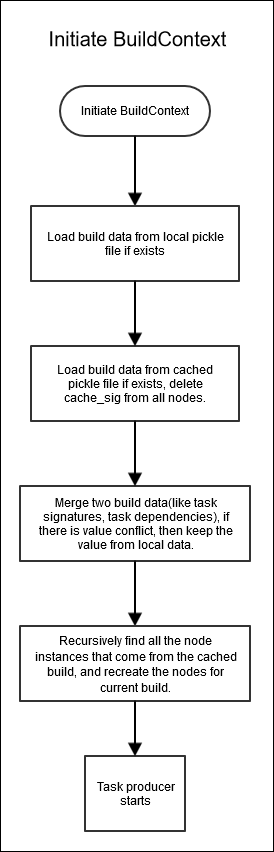 Initiate BuildContext
Initiate BuildContext
Load build data from local pickle
file if exists
Load build data from cached
pickle file if exists, delete
cache_sig from all nodes.
Merge two build data(like task
signatures, task dependencies), if
there is value conflict, then keep the
value from local data.
Recursively find all the node
instances that come from the cached
build, and recreate the nodes for
current build.
Task producer
starts